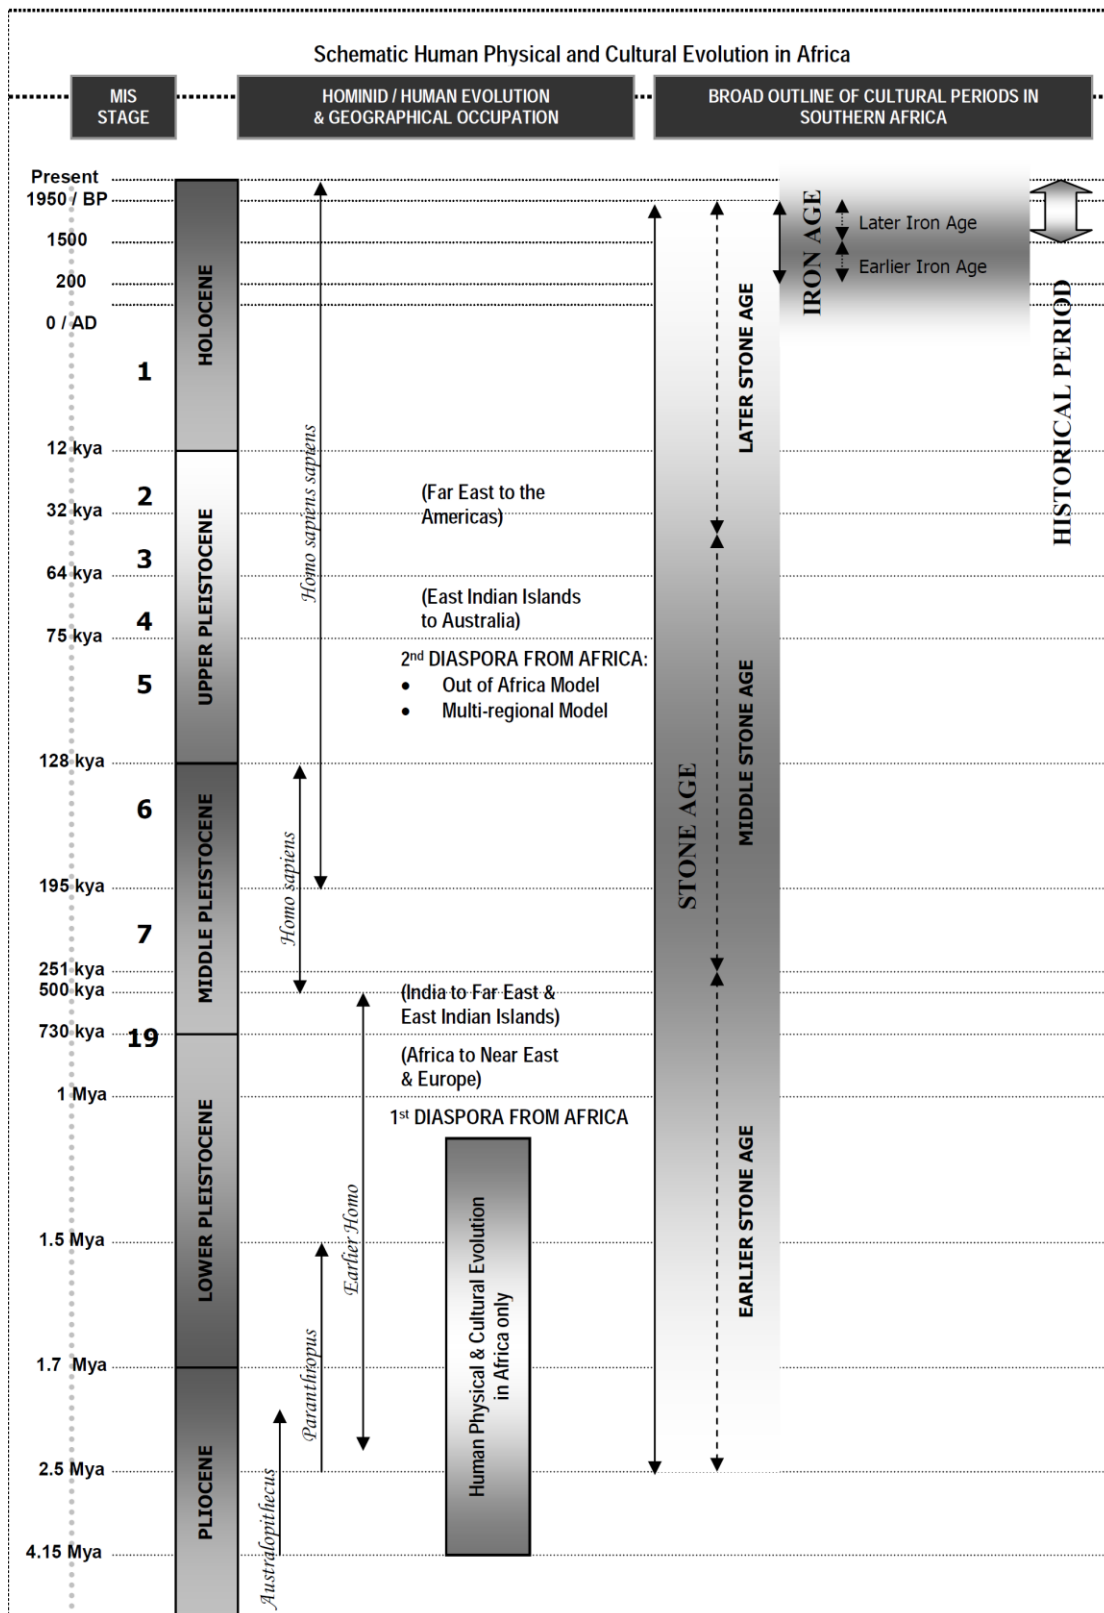 Schematic Human Physical and Cultural Evolution in Africa
MIS
STAGE
HOMINID / HUMAN EVOLUTION
& GEOGRAPHICAL OCCUPATION
BROAD OUTLINE OF CULTURAL PERIODS IN
SOUTHERN AFRICA
Present
1950 / BP
1500
200
0 / AD
12 kya
32 kya
64 kya
75 kya
128 kya
195 kya
251 kya
500 kya
730 kya
1 Mya
1.5 Mya
1.7 Mya
2.5 Mya
4.15 Mya
1
2
3
4
5
6
7
19
HOLOCENE
UPPER PLEISTOCENE
MIDDLE PLEISTOCENE
LOWER PLEISTOCENE
PLIOCENE
Homo sapiens sapiens
Homo sapiens
Earlier Homo
Paranthropus
Australopithecus
(Far East to the
Americas)
(East Indian Islands
to Australia)
2nd DIASPORA FROM AFRICA:
• Out of Africa Model
• Multi-regional Model
(India to Far East &
East Indian Islands)
(Africa to Near East
& Europe)
1st DIASPORA FROM AFRICA
Human Physical & Cultural Evolution
in Africa only
STONE AGE
LATER STONE AGE
MIDDLE STONE AGE
EARLIER STONE AGE
IRON AGE
Later Iron Age
Earlier Iron Age
HISTORICAL PERIOD